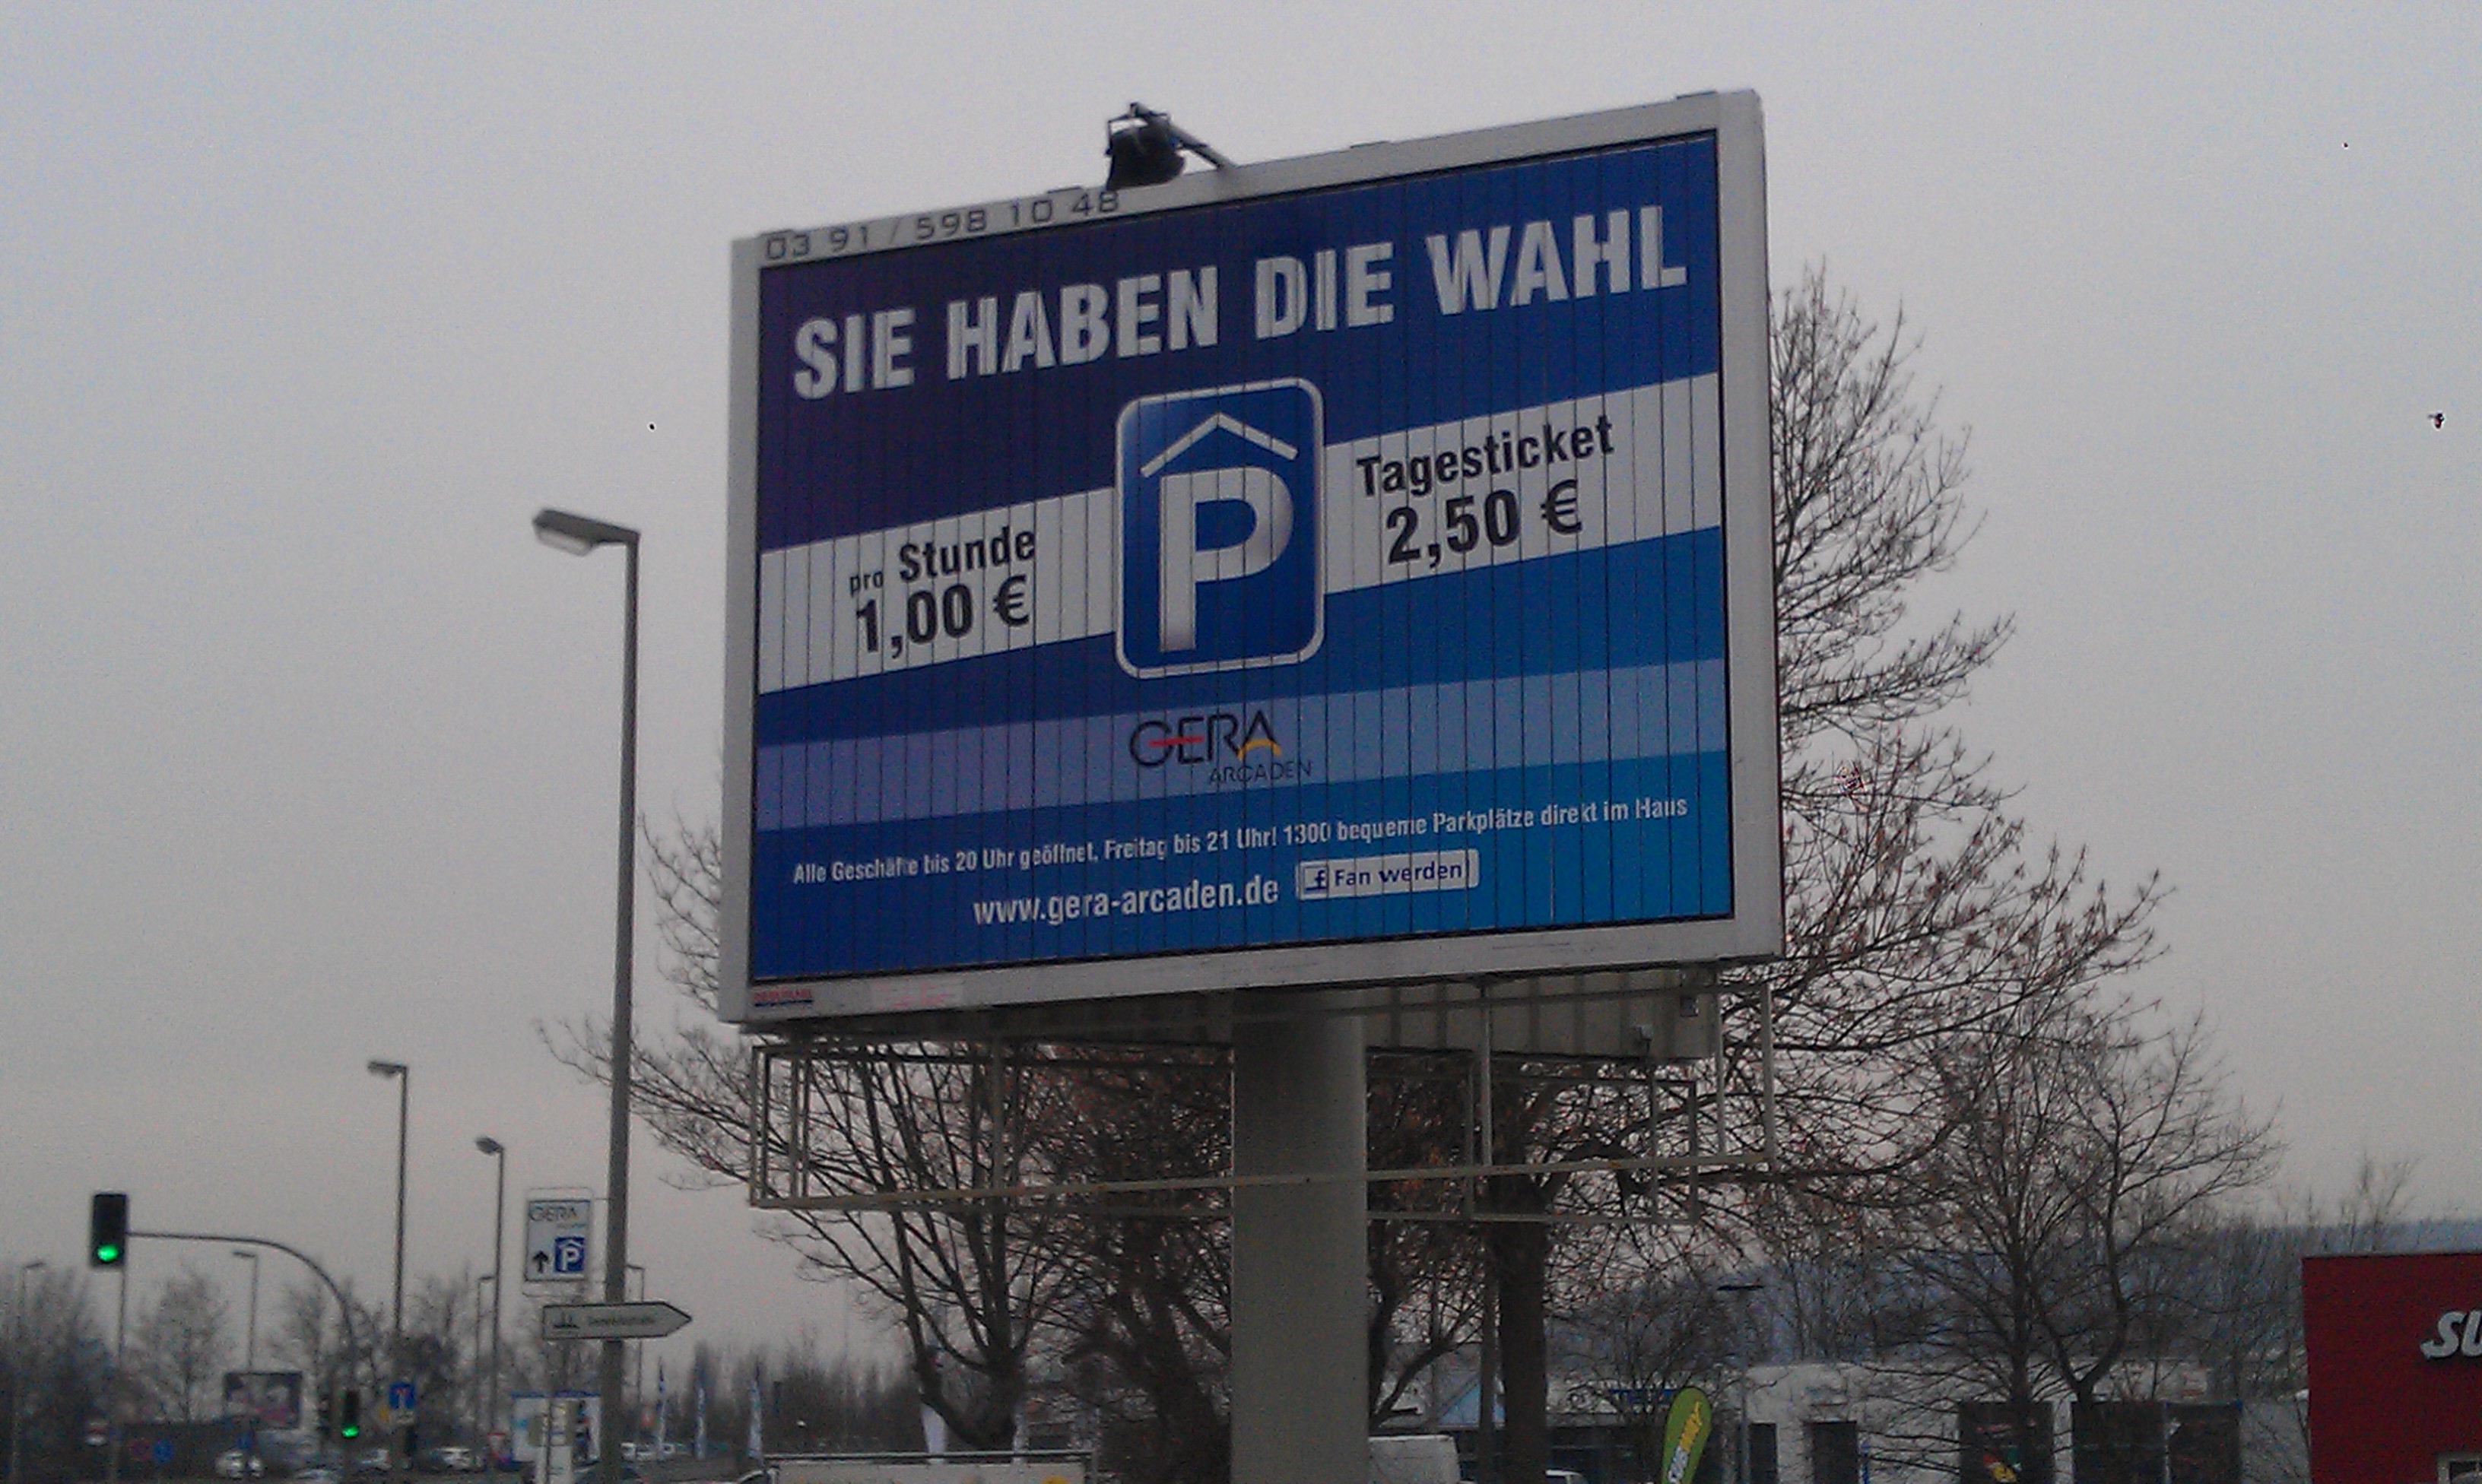 03 91 / 598 10 48
SIE HABEN DIE WAHL
pro Stunde
1,00 €
P
Tagesticket
2,50 €
GERA
ARCADEN
Alle Geschäfte bis 20 Uhr geöffnet, Freitag bis 21 Uhr! 1300 bequeme Parkplätze direkt im Haus
www.gera-arcaden.de f Fan werden
GERA
P
SUBWAY